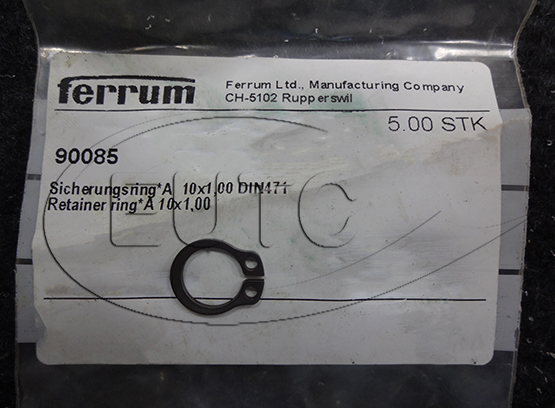 ferrum
Ferrum Ltd., Manufacturing Company
CH-5102 Rupperswil
5.00 STK
90085
Sicherungsring*A 10x1,00 DIN471
Retainer ring*A 10x1,00
EUTC